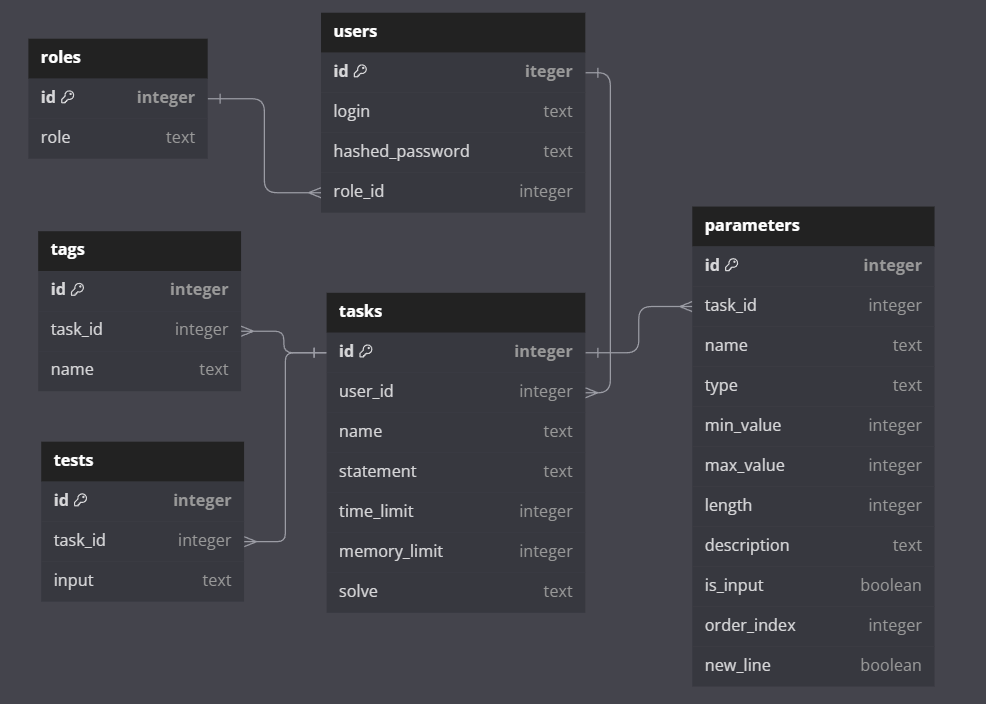 roles
id integer
role text
users
id iteger
login text
hashed_password text
role_id integer
tags
id integer
task_id integer
name text
tests
id integer
task_id integer
input text
tasks
id integer
user_id integer
name text
statement text
time_limit integer
memory_limit integer
solve text
parameters
id integer
task_id integer
name text
type text
min_value integer
max_value integer
length integer
description text
is_input boolean
order_index integer
new_line boolean